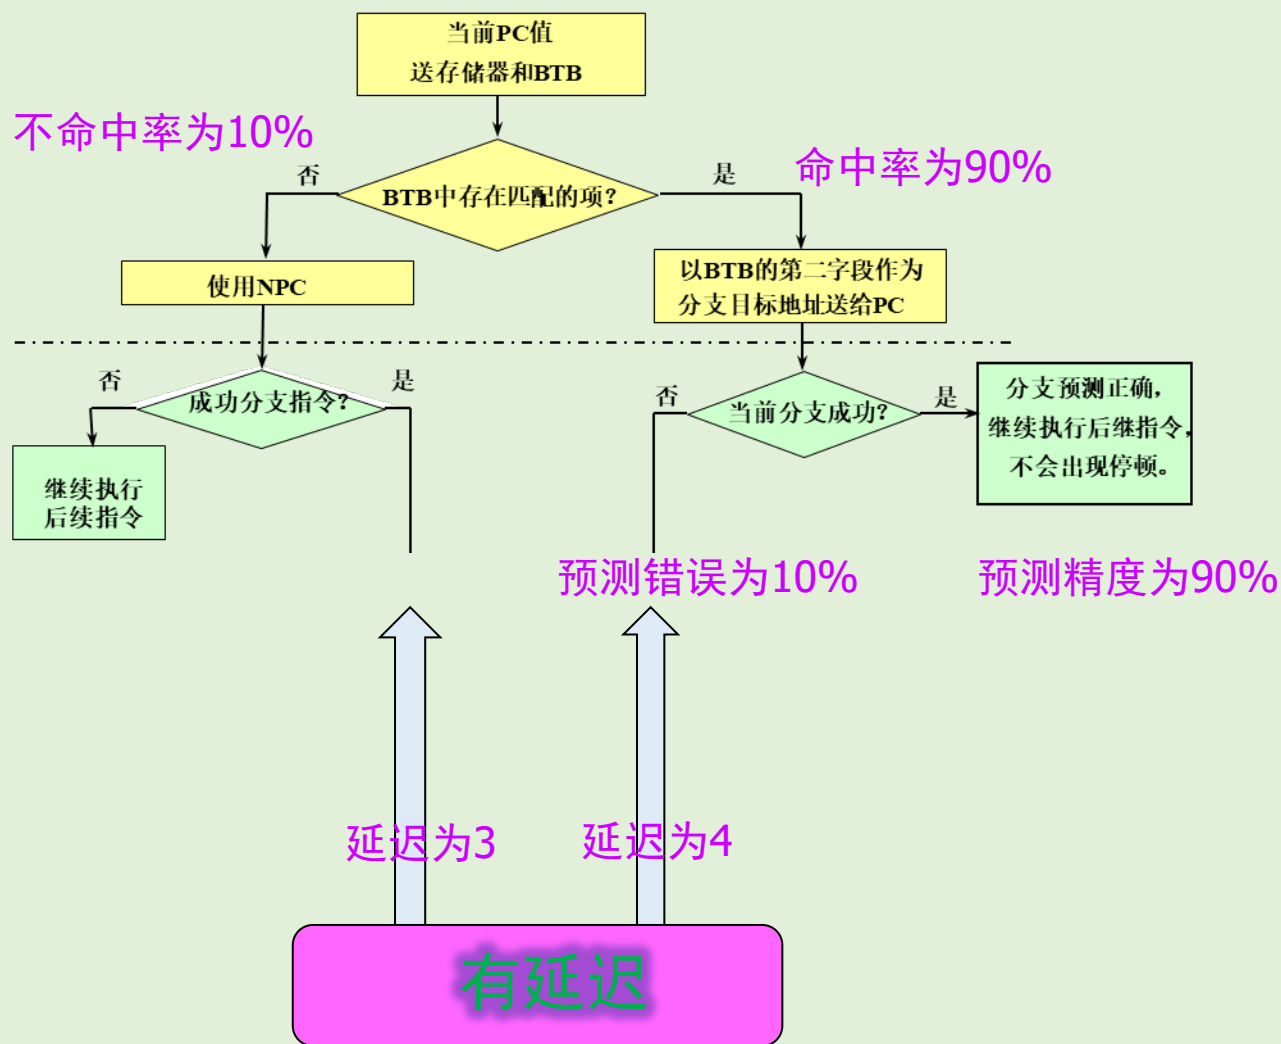 当前PC值
送存储器和BTB
不命中率为10%
否
BTB中存在匹配的项？
是
命中率为90%
使用NPC
以BTB的第二字段作为
分支目标地址送给PC
否
成功分支指令？
是
否
当前分支成功？
是
分支预测正确，
继续执行后继指令，
不会出现停顿。
继续执行
后续指令
预测错误为10%
预测精度为90%
延迟为3
延迟为4
有延迟